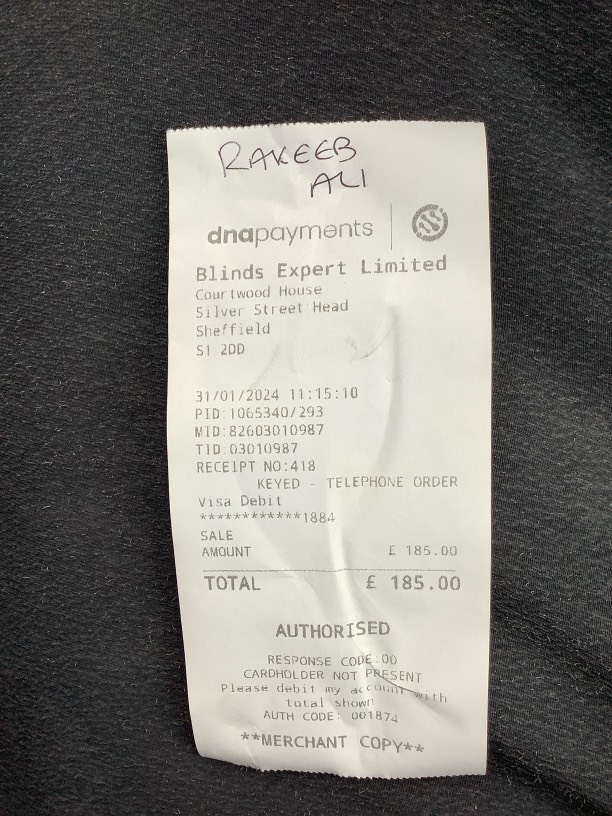 RAKEEB
ALI
dnapayments
Blinds Expert Limited
Courtwood House
Silver Street Head
Sheffield
S1 2DD
31/01/2024 11:15:10
PID:1065340/293
MID:82603010987
TID:03010987
RECEIPT NO:418
KEYED - TELEPHONE ORDER
Visa Debit
************1884
SALE
AMOUNT £ 185.00
TOTAL £ 185.00
AUTHORISED
RESPONSE CODE:00
CARDHOLDER NOT PRESENT
Please debit my account with
total shown
AUTH CODE: 001874
**MERCHANT COPY**